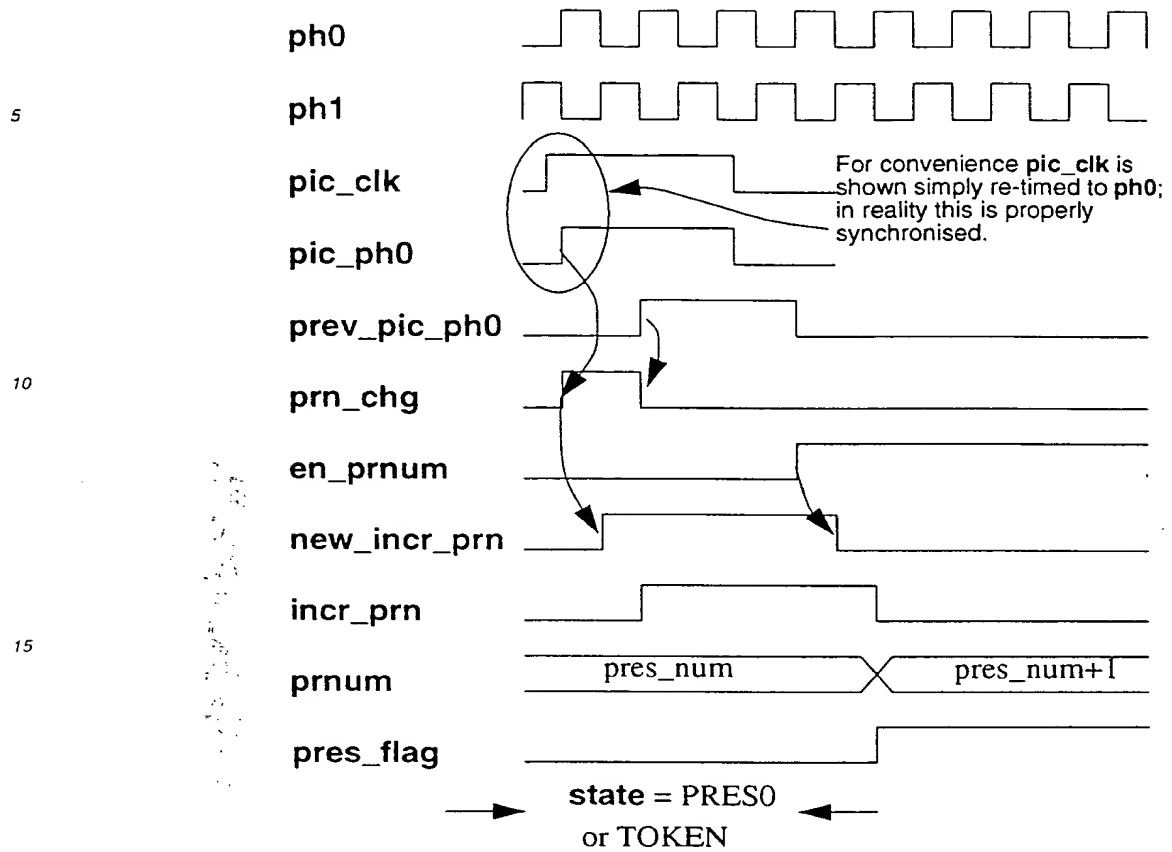 ph0
5
ph1
pic_clk
For convenience pic_clk is
shown simply re-timed to ph0;
in reality this is properly
synchronised.
pic_ph0
prev_pic_ph0
10
prn_chg
en_prnum
new_incr_prn
incr_prn
15
prnum
pres_num
pres_num+1
pres_flag
state = PRES0
or TOKEN